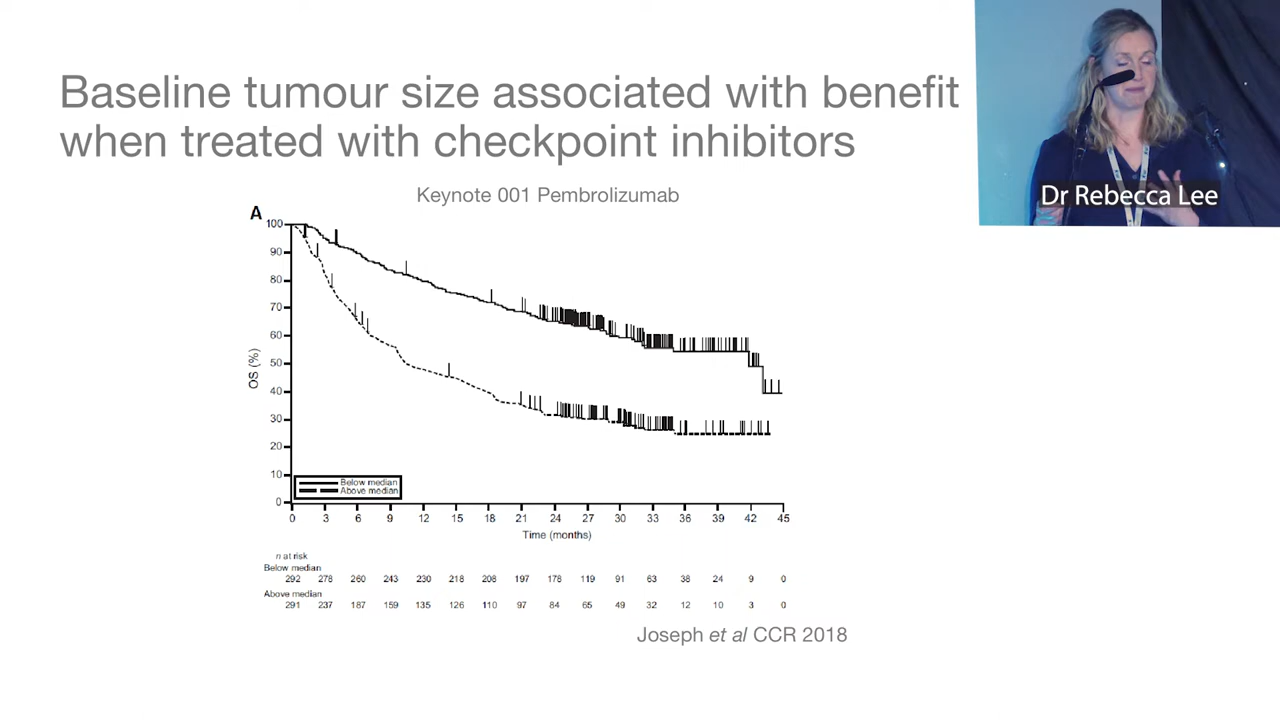 Baseline tumour size associated with benefit
when treated with checkpoint inhibitors
Dr Rebecca Lee
Keynote 001 Pembrolizumab
A
100
90
80
70
60
50
40
30
20
10
0
OS (%)
Below median
Above median
0 3 6 9 12 15 18 21 24 27 30 33 36 39 42 45
Time (months)
n at risk
Below median
292 278 260 243 230 218 208 197 178 119 91 63 38 24 9 0
Above median
291 237 187 159 135 126 110 97 84 65 49 32 12 10 3 0
Joseph et al CCR 2018